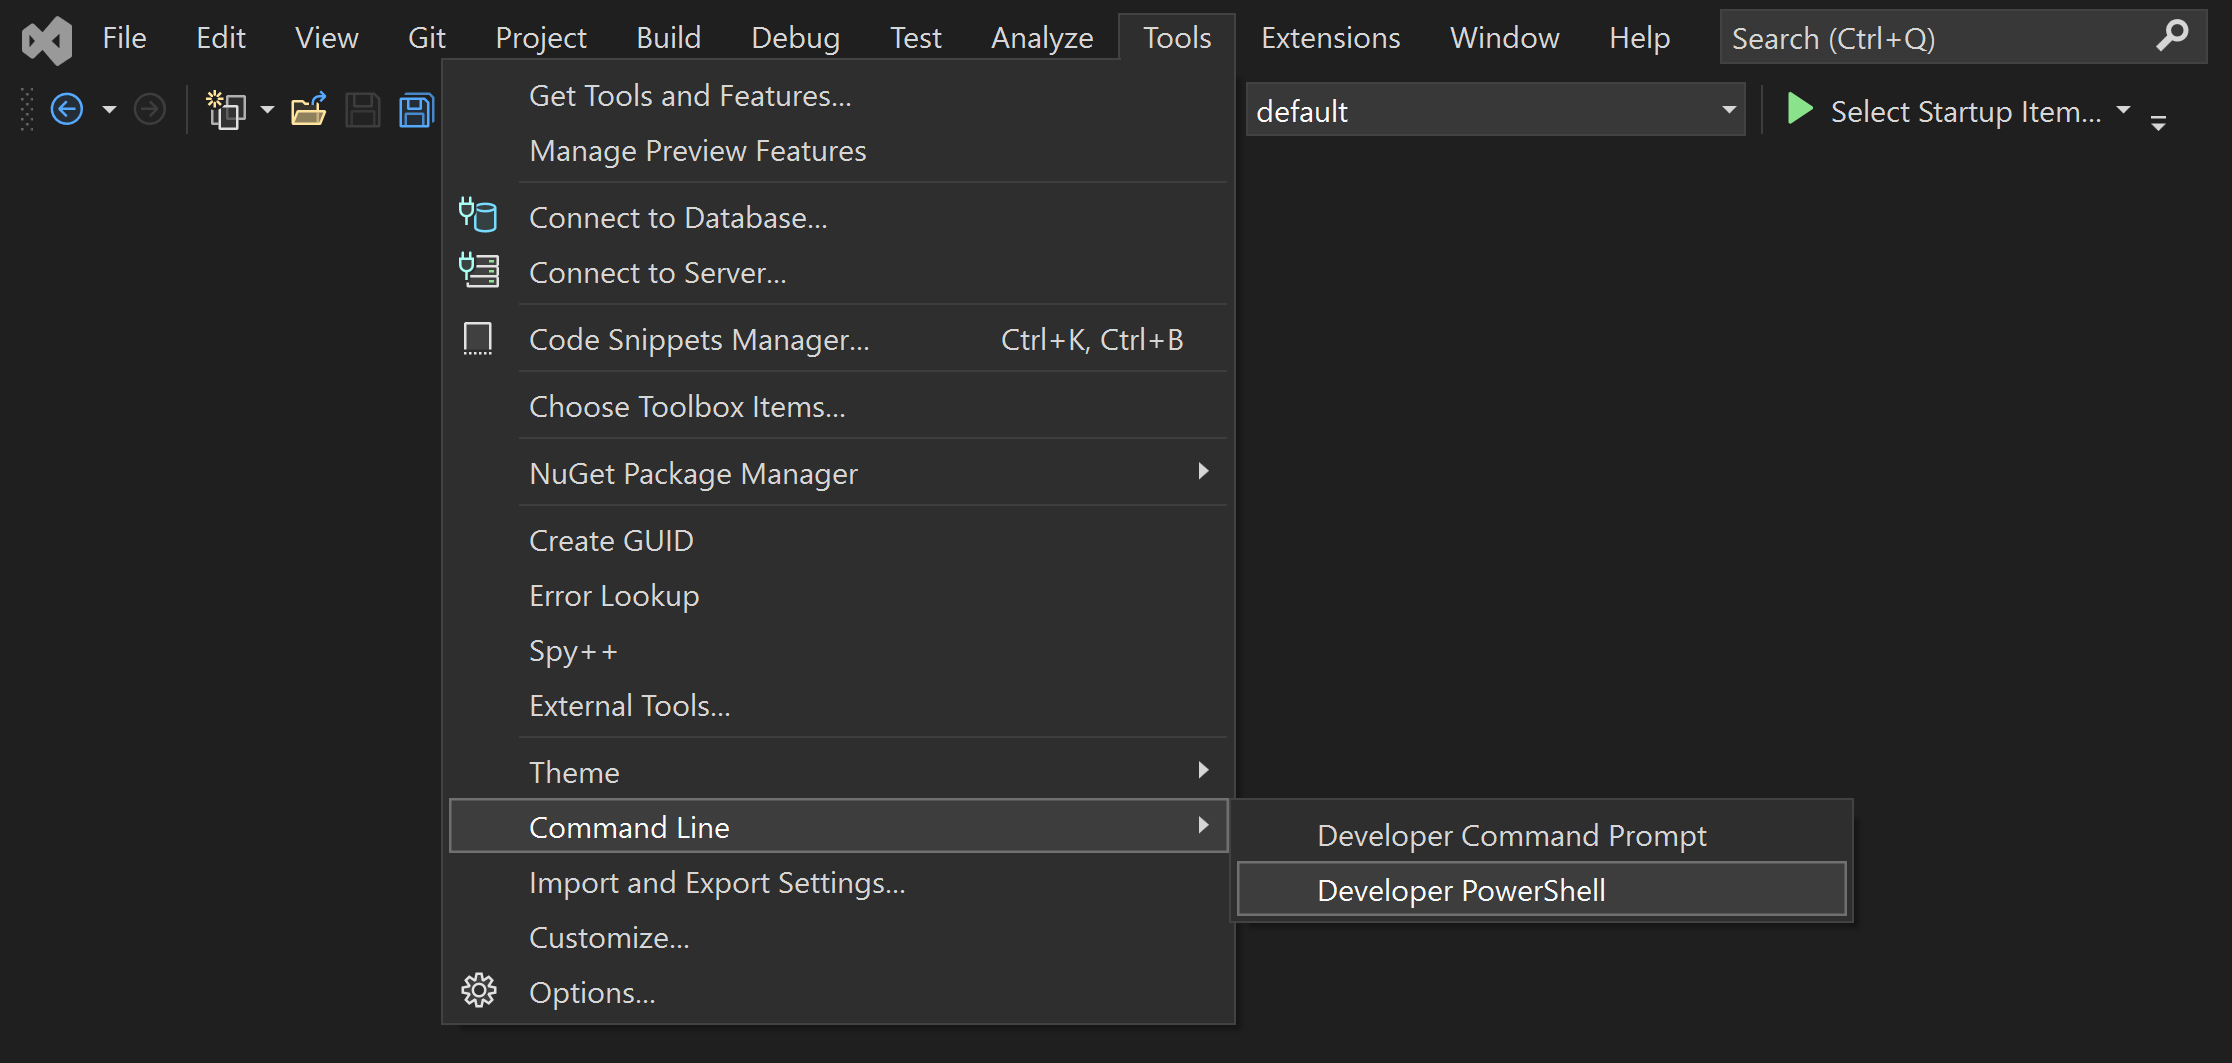 File Edit View Git Project Build Debug Test Analyze Tools Extensions Window Help Search (Ctrl+Q)
default Select Startup Item...
Get Tools and Features...
Manage Preview Features
Connect to Database...
Connect to Server...
Code Snippets Manager... Ctrl+K, Ctrl+B
Choose Toolbox Items...
NuGet Package Manager
Create GUID
Error Lookup
Spy++
External Tools...
Theme
Command Line
Developer Command Prompt
Developer PowerShell
Import and Export Settings...
Customize...
Options...